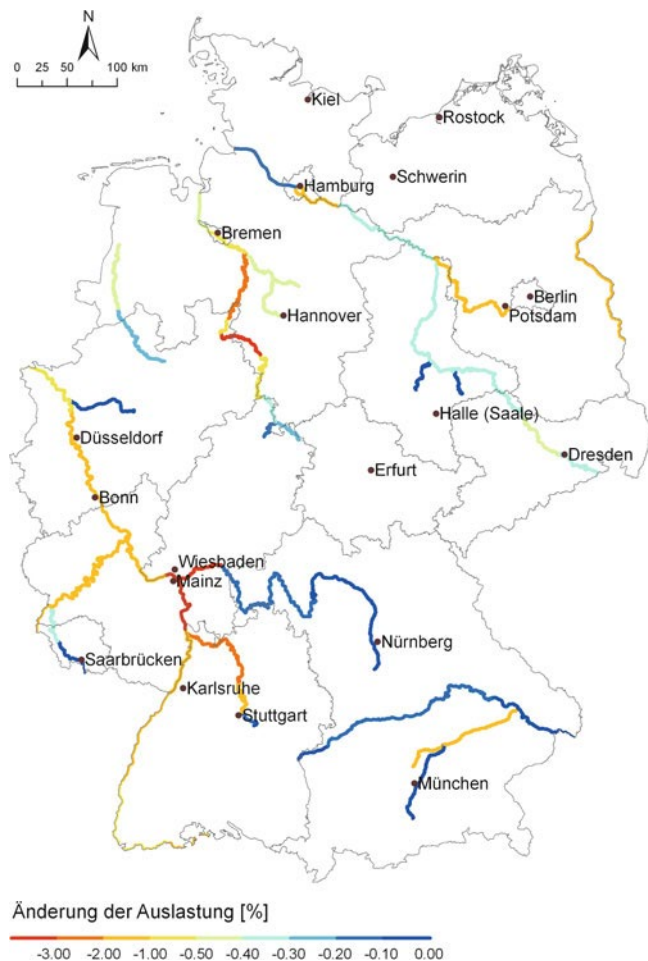 N
0 25 50 100 km
Kiel
Rostock
Schwerin
Hamburg
Bremen
Berlin
Potsdam
Hannover
Halle (Saale)
Düsseldorf
Dresden
Erfurt
Bonn
Wiesbaden
Mainz
Nürnberg
Saarbrücken
Karlsruhe
Stuttgart
München
Änderung der Auslastung [%]
-3.00 -2.00 -1.00 -0.50 -0.40 -0.30 -0.20 -0.10 0.00